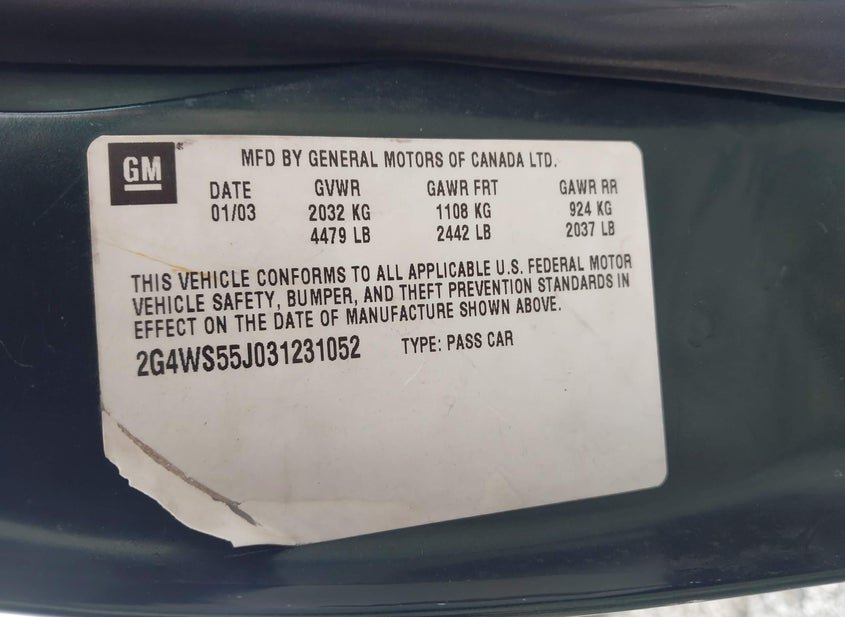 GM
MFD BY GENERAL MOTORS OF CANADA LTD.
DATE GVWR GAWR FRT GAWR RR
01/03 2032 KG 1108 KG 924 KG
4479 LB 2442 LB 2037 LB
THIS VEHICLE CONFORMS TO ALL APPLICABLE U.S. FEDERAL MOTOR
VEHICLE SAFETY, BUMPER, AND THEFT PREVENTION STANDARDS IN
EFFECT ON THE DATE OF MANUFACTURE SHOWN ABOVE.
2G4WS55J031231052 TYPE: PASS CAR